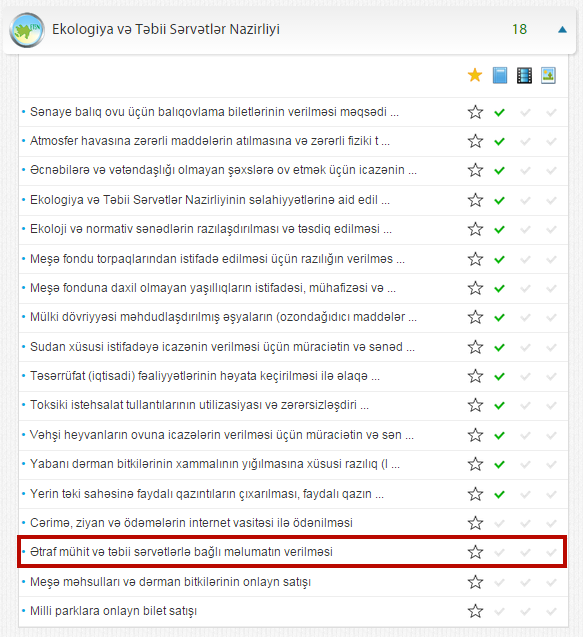 Ekologiya və Təbii Sərvətlər Nazirliyi 18
Sənaye balıq ovu üçün balıqovlama biletlərinin verilməsi məqsədi ...
Atmosfer havasına zərərli maddələrin atılmasına və zərərli fiziki t ...
Əcnəbilərə və vətəndaşlığı olmayan şəxslərə ov etmək üçün icazənin ...
Ekologiya və Təbii Sərvətlər Nazirliyinin səlahiyyətlərinə aid edil ...
Ekoloji və normativ sənədlərin razılaşdırılması və təsdiq edilməsi ...
Meşə fondu torpaqlarından istifadə edilməsi üçün razılığın verilməs ...
Meşə fonduna daxil olmayan yaşıllıqların istifadəsi, mühafizəsi və ...
Mülki dövriyyəsi məhdudlaşdırılmış əşyaların (ozondağıdıcı maddələr ...
Sudan xüsusi istifadəyə icazənin verilməsi üçün müraciətin və sənəd ...
Təsərrüfat (iqtisadi) fəaliyyətlərinin həyata keçirilməsi ilə əlaqə ...
Toksiki istehsalat tullantılarının utilizasiyası və zərərsizləşdiri ...
Vəhşi heyvanların ovuna icazələrin verilməsi üçün müraciətin və sən ...
Yabanı dərman bitkilərinin xammalının yığılmasına xüsusi razılıq (l ...
Yerin təki sahəsinə faydalı qazıntıların çıxarılması, faydalı qazın ...
Cərimə, ziyan və ödəmələrin internet vasitəsi ilə ödənilməsi
Ətraf mühit və təbii sərvətlərlə bağlı məlumatın verilməsi
Meşə məhsulları və dərman bitkilərinin onlayn satışı
Milli parklara onlayn bilet satışı